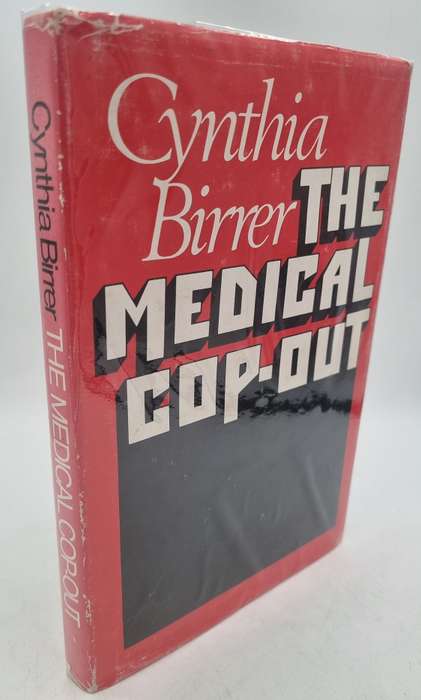 Cynthia
Birrer
THE
MEDICAL
COP-OUT
Cynthia Birrer THE MEDICAL COP-OUT